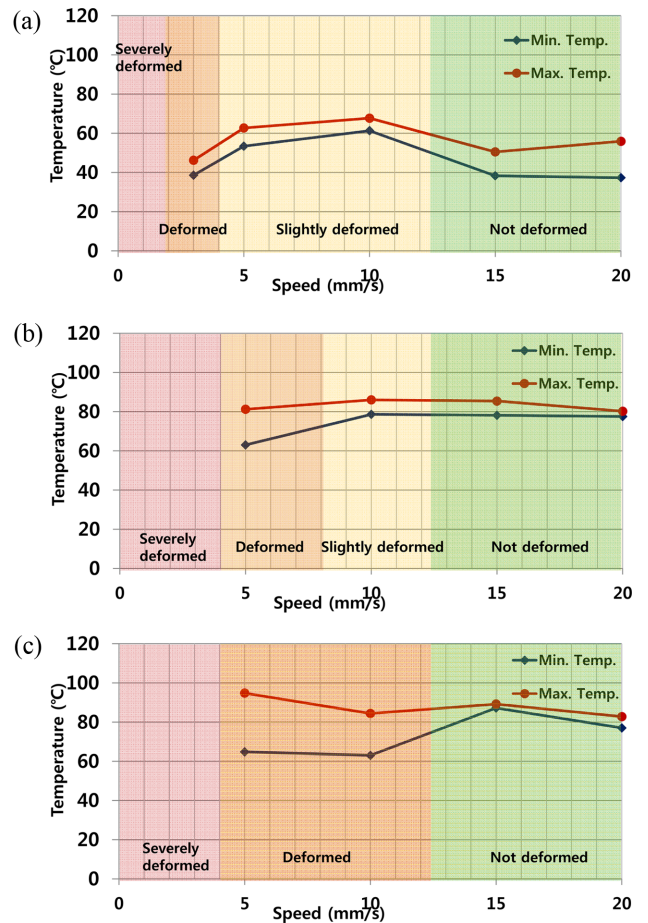 (a)
Temperature (℃)
120
100
80
60
40
20
0
Severely
deformed
Min. Temp.
Max. Temp.
Deformed
Slightly deformed
Not deformed
0 5 10 15 20
Speed (mm/s)
(b)
Temperature (℃)
120
100
80
60
40
20
0
Min. Temp.
Max. Temp.
Severely
deformed
Deformed
Slightly deformed
Not deformed
0 5 10 15 20
Speed (mm/s)
(c)
Temperature (℃)
120
100
80
60
40
20
0
Min. Temp.
Max. Temp.
Severely
deformed
Deformed
Not deformed
0 5 10 15 20
Speed (mm/s)